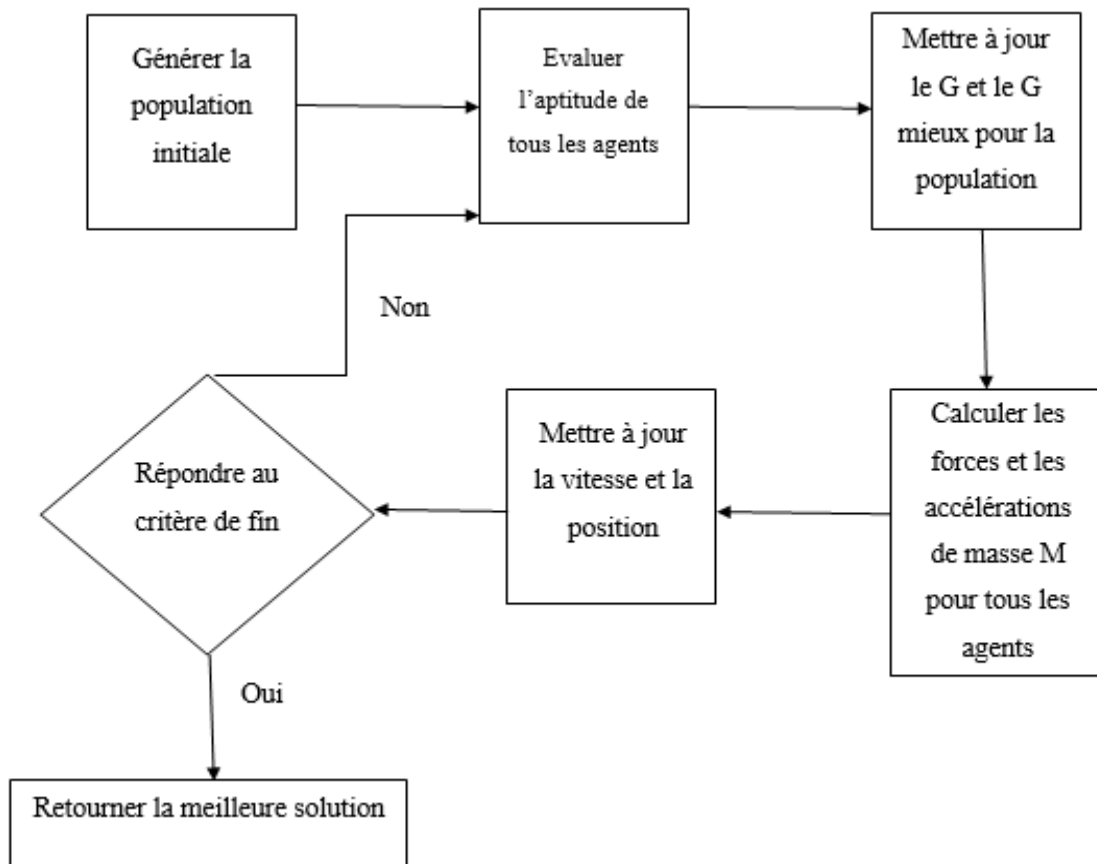 Générer la
population
initiale
Evaluer
l’aptitude de
tous les agents
Mettre à jour
le G et le G
mieux pour la
population
Non
Répondre au
critère de fin
Mettre à jour
la vitesse et la
position
Calculer les
forces et les
accélérations
de masse M
pour tous les
agents
Oui
Retourner la meilleure solution